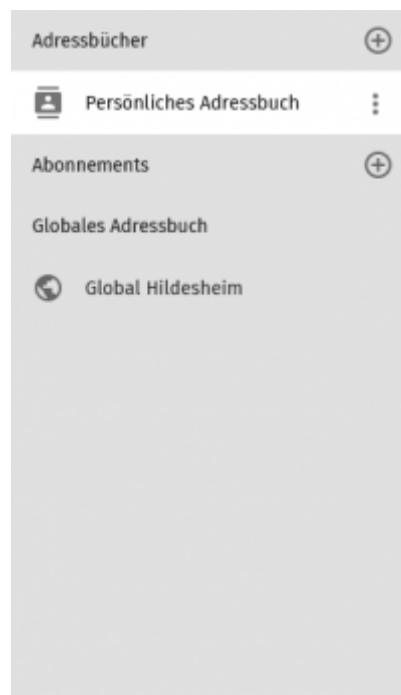 Adressbücher
Persönliches Adressbuch
Abonnements
Globales Adressbuch
Global Hildesheim